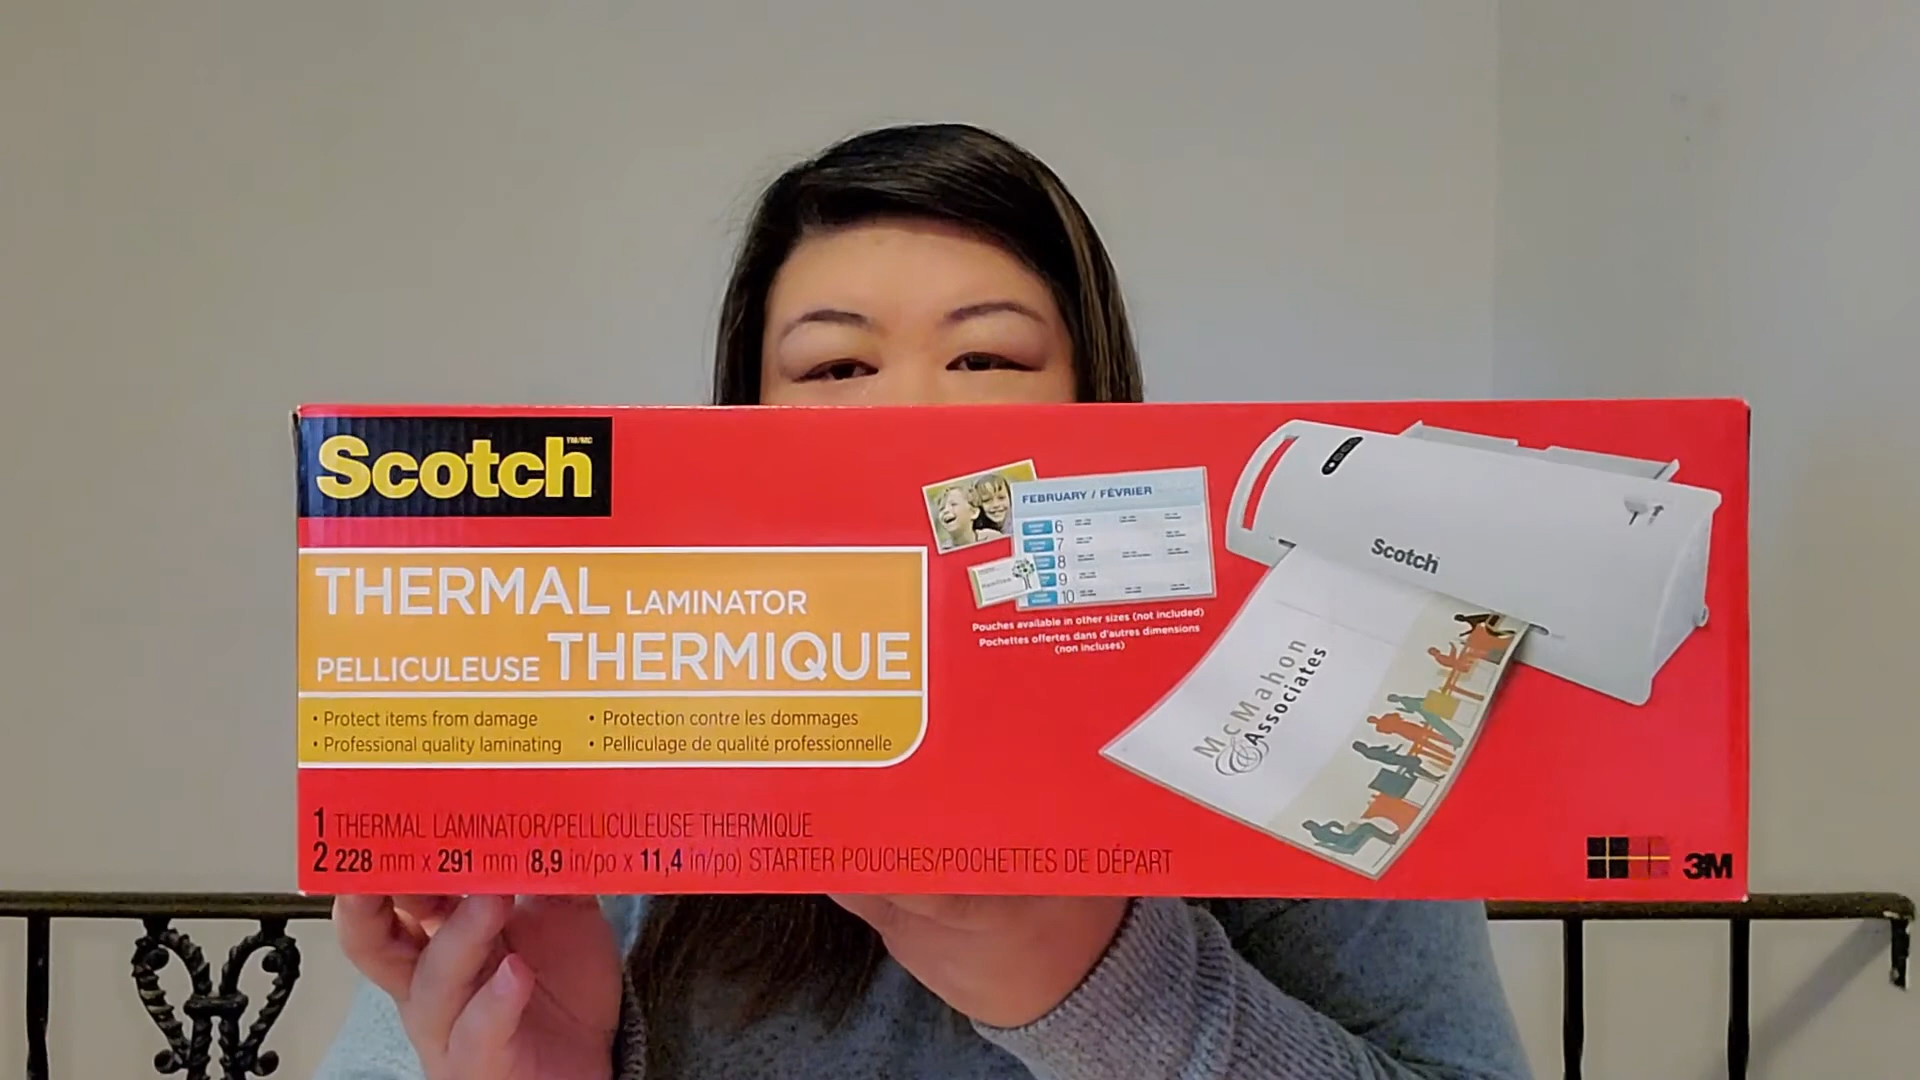 Scotch TM/MC
THERMAL LAMINATOR
PELLICULEUSE THERMIQUE
• Protect items from damage
• Professional quality laminating
• Protection contre les dommages
• Pelliculage de qualité professionnelle
1 THERMAL LAMINATOR/PELLICULEUSE THERMIQUE
2 228 mm x 291 mm (8,9 in/po x 11,4 in/po) STARTER POUCHES/POCHETTES DE DÉPART
FEBRUARY / FÉVRIER
6
7
8
9
10
Pouches available in other sizes (not included)
Pochettes offertes dans d'autres dimensions
(non incluses)
Scotch
McMahon
& Associates
3M